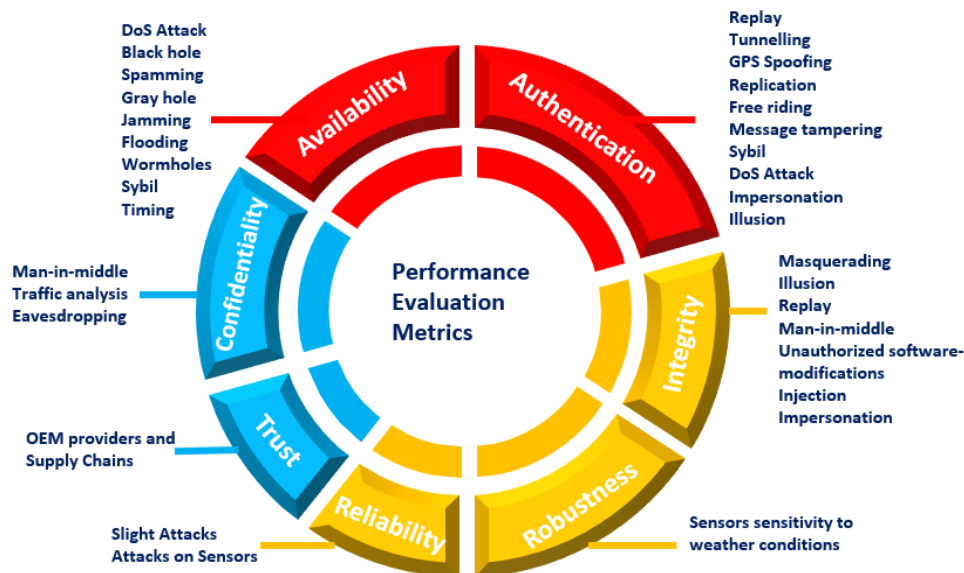 DoS Attack
Black hole
Spamming
Gray hole
Jamming
Flooding
Wormholes
Sybil
Timing
Availability
Authentication
Replay
Tunnelling
GPS Spoofing
Replication
Free riding
Message tampering
Sybil
DoS Attack
Impersonation
Illusion
Man-in-middle
Traffic analysis
Eavesdropping
Confidentiality
Performance
Evaluation
Metrics
Integrity
Masquerading
Illusion
Replay
Man-in-middle
Unauthorized software-
modifications
Injection
Impersonation
OEM providers and
Supply Chains
Trust
Slight Attacks
Attacks on Sensors
Reliability
Robustness
Sensors sensitivity to
weather conditions